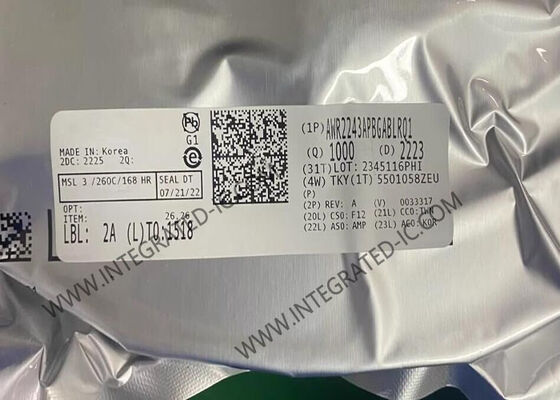 G1
MADE IN: Korea
2DC: 2225 2Q:
MSL 3 /260C/168 HR
SEAL DT
07/21/22
OPT:
ITEM:
26.26
LBL: 2A (L)TO:1518
(1P) AWR2243APBGABLRQ1
(Q) 1000 (D) 2223
(31T)LOT: 2345116PHI
(4W) TKY(1T) 5501058ZEU
(P)
(2P) REV: A (V) 0033317
(20L) CSO: F12 (21L) CCO:TWN
(22L) ASO: AMP (23L) ACO:KOR
WWW.INTEGRATED-IC.COM
WWW.INTEGRATED-IC.COM
WWW.INTEGRATED-IC.COM